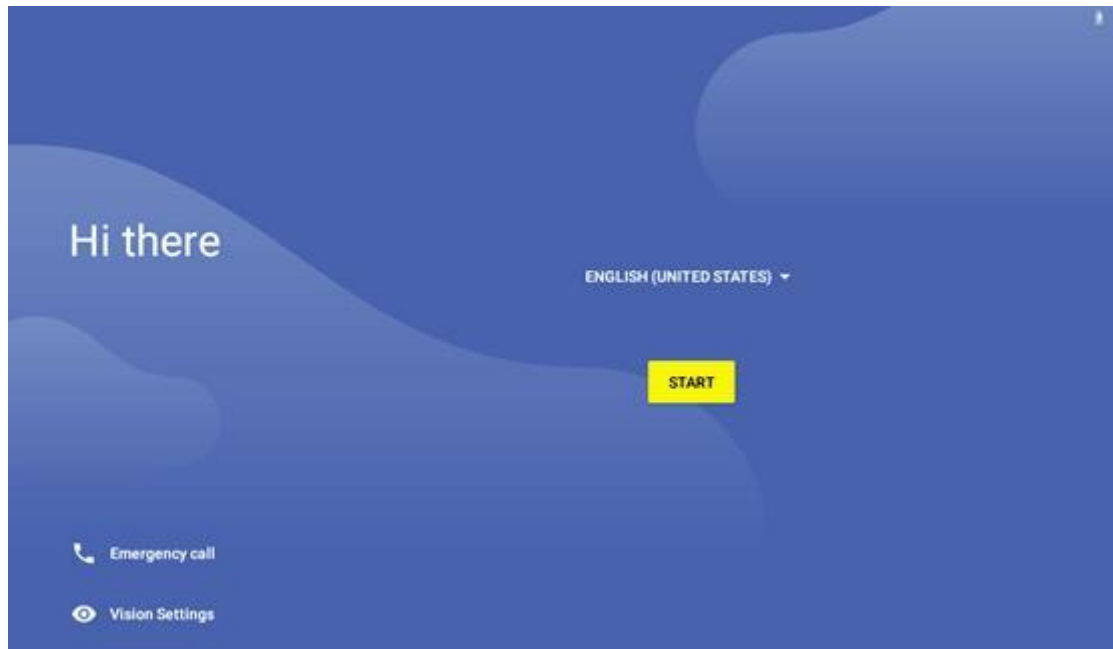 Hi there
ENGLISH (UNITED STATES)
START
Emergency call
Vision Settings